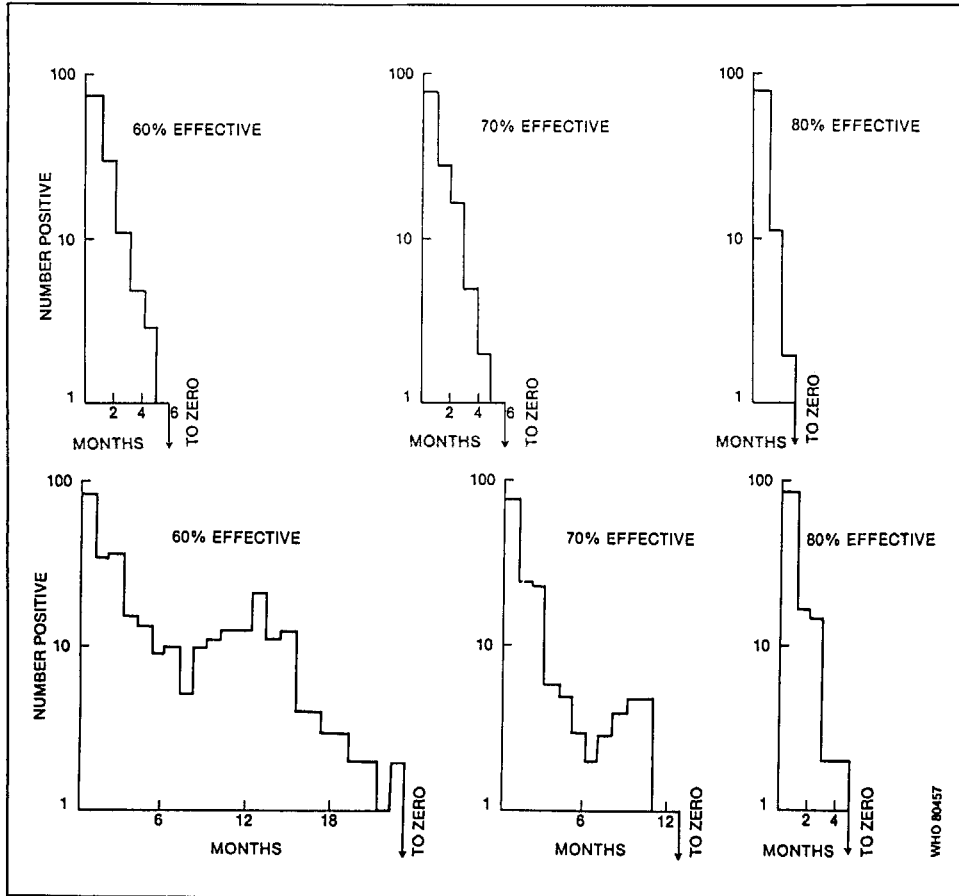 100
60% EFFECTIVE
NUMBER POSITIVE
10
1
2 4 6
MONTHS
TO ZERO
100
70% EFFECTIVE
10
1
2 4 6
MONTHS
TO ZERO
100
80% EFFECTIVE
10
1
MONTHS
TO ZERO
100
60% EFFECTIVE
NUMBER POSITIVE
10
1
6 12 18
MONTHS
TO ZERO
100
70% EFFECTIVE
10
1
6 12
MONTHS
TO ZERO
100
80% EFFECTIVE
10
1
2 4
MONTHS
TO ZERO
WHO 80457